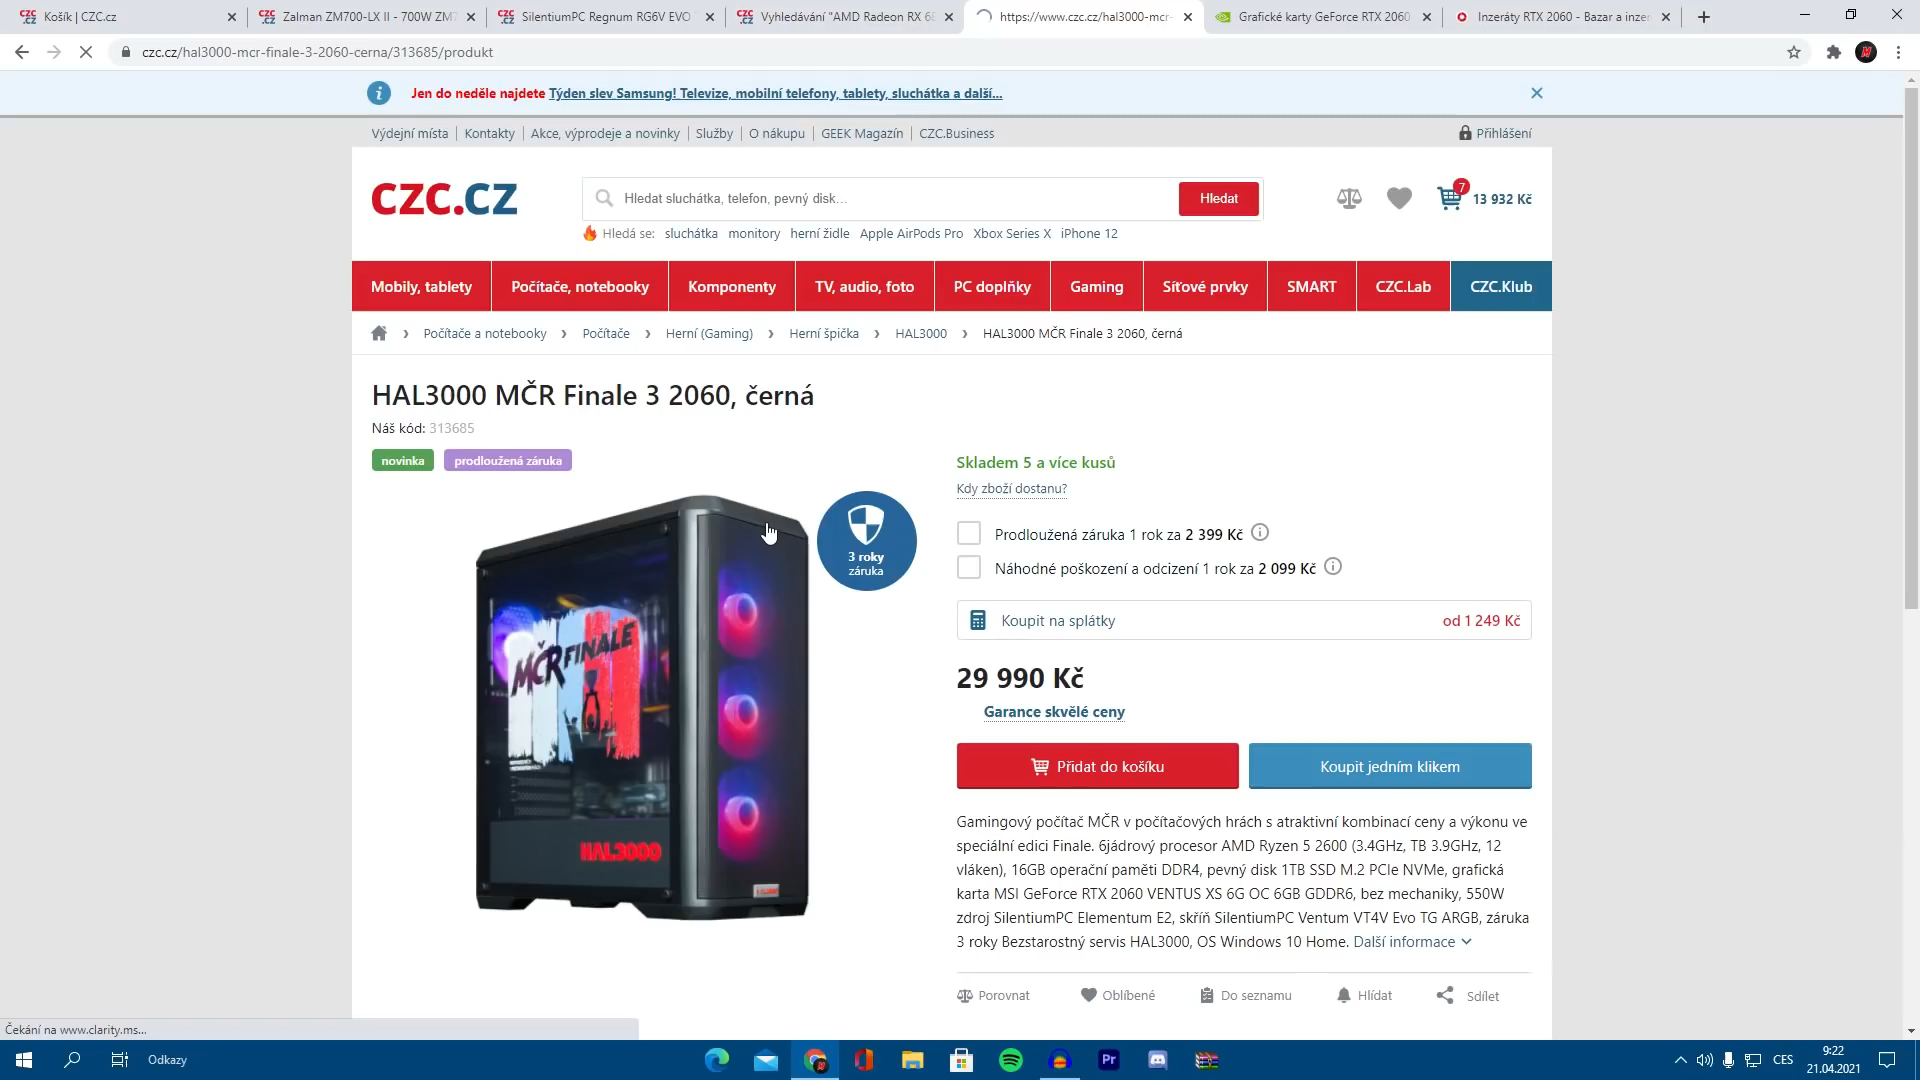 Košík | CZC.cz
Zalman ZM700-LX II - 700W ZM7
SilentiumPC Regnum RG6V EVO
Vyhledávání "AMD Radeon RX 68
https://www.czc.cz/hal3000-mcr-
Grafické karty GeForce RTX 2060
Inzeráty RTX 2060 - Bazar a inzer
czc.cz/hal3000-mcr-finale-3-2060-cerna/313685/produkt
Jen do neděle najdete Týden slev Samsung! Televize, mobilní telefony, tablety, sluchátka a další...
Výdejní místa
Kontakty
Akce, výprodeje a novinky
Služby
O nákupu
GEEK Magazín
CZC.Business
Přihlášení
CZC.CZ
Hledat sluchátka, telefon, pevný disk...
Hledat
7
13 932 Kč
Hledá se: sluchátka monitory herní židle Apple AirPods Pro Xbox Series X iPhone 12
Mobily, tablety
Počítače, notebooky
Komponenty
TV, audio, foto
PC doplňky
Gaming
Síťové prvky
SMART
CZC.Lab
CZC.Klub
Počítače a notebooky › Počítače › Herní (Gaming) › Herní špička › HAL3000 › HAL3000 MČR Finale 3 2060, černá
HAL3000 MČR Finale 3 2060, černá
Náš kód: 313685
novinka
prodloužená záruka
3 roky
záruka
MČR FINALE
HAL3000
Skladem 5 a více kusů
Kdy zboží dostanu?
Prodloužená záruka 1 rok za 2 399 Kč
Náhodné poškození a odcizení 1 rok za 2 099 Kč
Koupit na splátky
od 1 249 Kč
29 990 Kč
Garance skvělé ceny
Přidat do košíku
Koupit jedním klikem
Gamingový počítač MČR v počítačových hrách s atraktivní kombinací ceny a výkonu ve
speciální edici Finale. 6jádrový procesor AMD Ryzen 5 2600 (3.4GHz, TB 3.9GHz, 12
vláken), 16GB operační paměti DDR4, pevný disk 1TB SSD M.2 PCIe NVMe, grafická
karta MSI GeForce RTX 2060 VENTUS XS 6G OC 6GB GDDR6, bez mechaniky, 550W
zdroj SilentiumPC Elementum E2, skříň SilentiumPC Ventum VT4V Evo TG ARGB, záruka
3 roky Bezstarostný servis HAL3000, OS Windows 10 Home. Další informace
Porovnat
Oblíbené
Do seznamu
Hlídat
Sdílet
Čekání na www.clarity.ms...
Odkazy
Pr
CES
9:22
21.04.2021